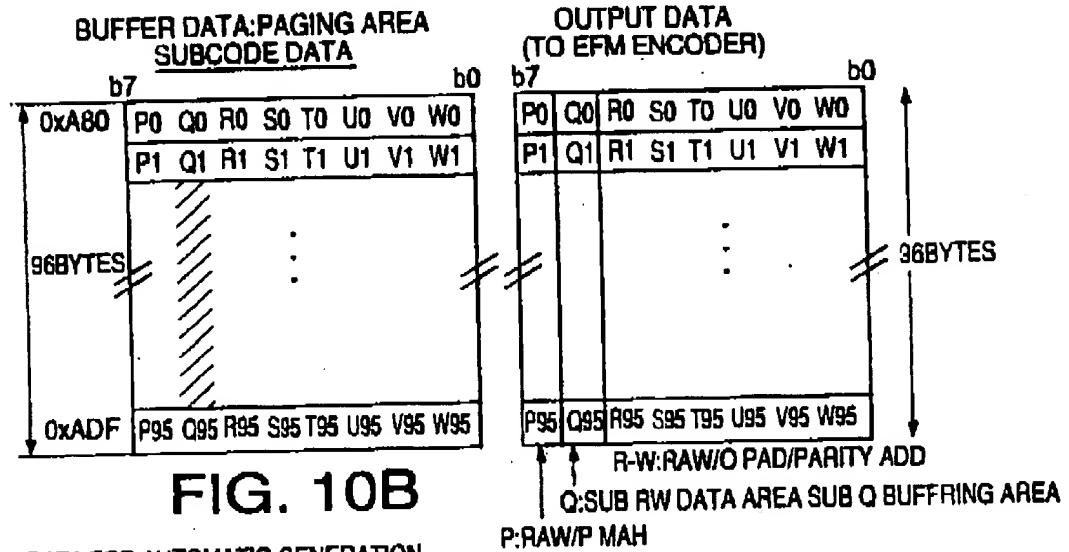 BUFFER DATA:PAGING AREA
SUBCODE DATA
OUTPUT DATA
(TO EFM ENCODER)
b7 b0 b7 b0
0xA80 P0 Q0 R0 S0 T0 U0 V0 W0 P0 Q0 R0 S0 T0 U0 V0 W0
P1 Q1 R1 S1 T1 U1 V1 W1 P1 Q1 R1 S1 T1 U1 V1 W1
96BYTES 96BYTES
0xADF P95 Q95 R95 S95 T95 U95 V95 W95 P95 Q95 R95 S95 T95 U95 V95 W95
R-W:RAW/O PAD/PARITY ADD
FIG. 10B
Q:SUB RW DATA AREA SUB Q BUFFRING AREA
P:RAW/P MAH